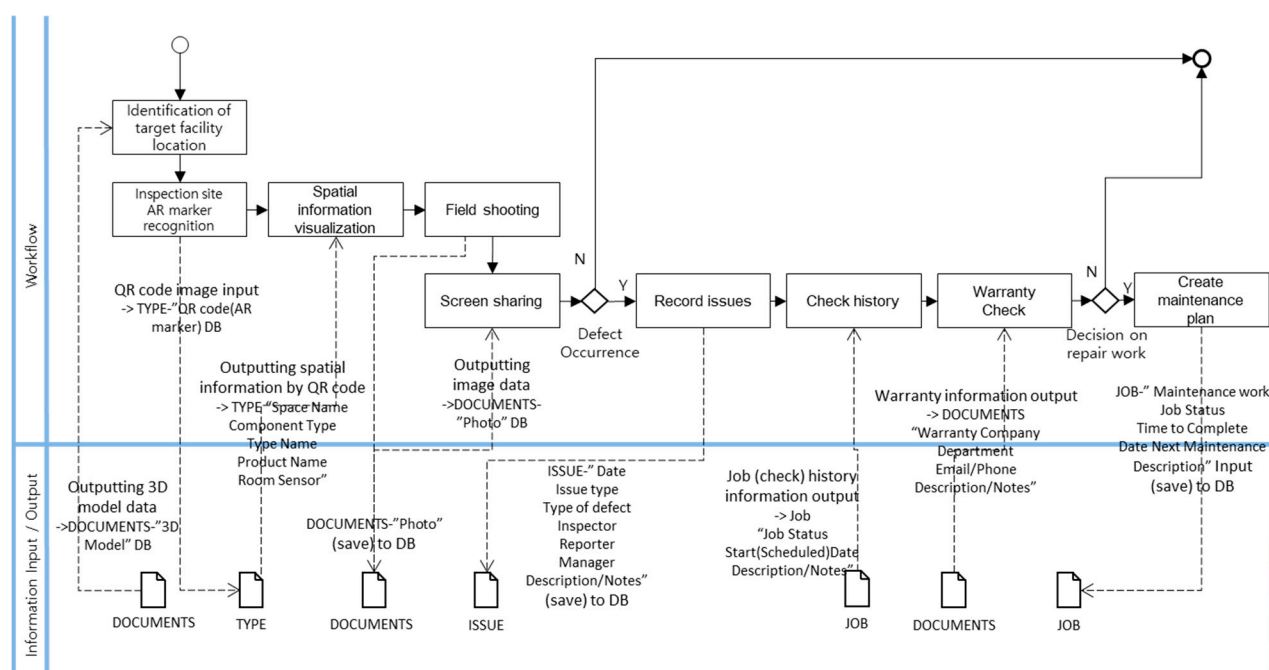 Workflow
Identification of
target facility
location
Inspection site
AR marker
recognition
Spatial
information
visualization
Field shooting
Screen sharing
N
Y
Defect
Occurrence
Record issues
Check history
Warranty
Check
N
Y
Decision on
repair work
Create
maintenance
plan
QR code image input
-> TYPE-"QR code(AR
marker) DB
Outputting spatial
information by QR code
-> TYPE-"Space Name
Component Type
Type Name
Product Name
Room Sensor"
Outputting
image data
->DOCUMENTS-
"Photo" DB
Warranty information output
-> DOCUMENTS
"Warranty Company
Department
Email/Phone
Description/Notes"
JOB-" Maintenance work
Job Status
Time to Complete
Date Next Maintenance
Description" Input
(save) to DB
Information Input / Output
Outputting 3D
model data
->DOCUMENTS-"3D
Model" DB
DOCUMENTS-"Photo"
(save) to DB
ISSUE-" Date
Issue type
Type of defect
Inspector
Reporter
Manager
Description/Notes"
(save) to DB
Job (check) history
information output
-> Job
"Job Status
Start(Scheduled)Date
Description/Notes"
DOCUMENTS
TYPE
DOCUMENTS
ISSUE
JOB
DOCUMENTS
JOB